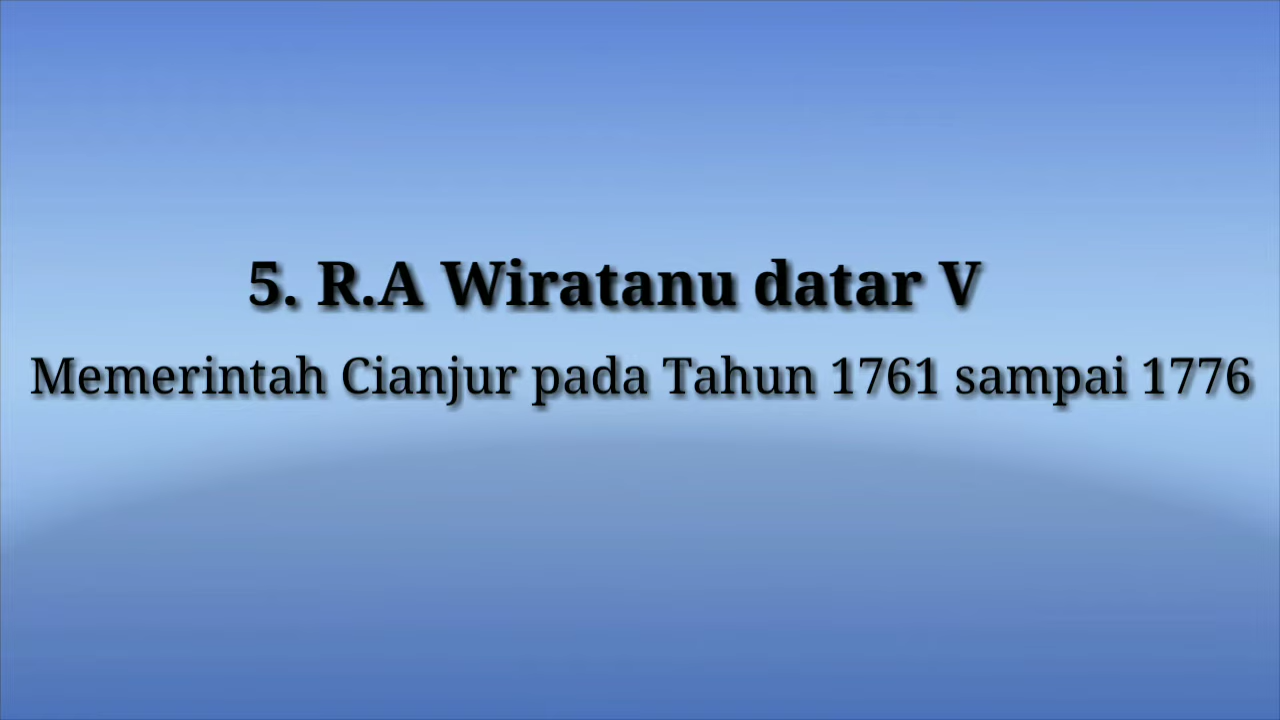 5. R.A Wiratanu datar V
Memerintah Cianjur pada Tahun 1761 sampai 1776